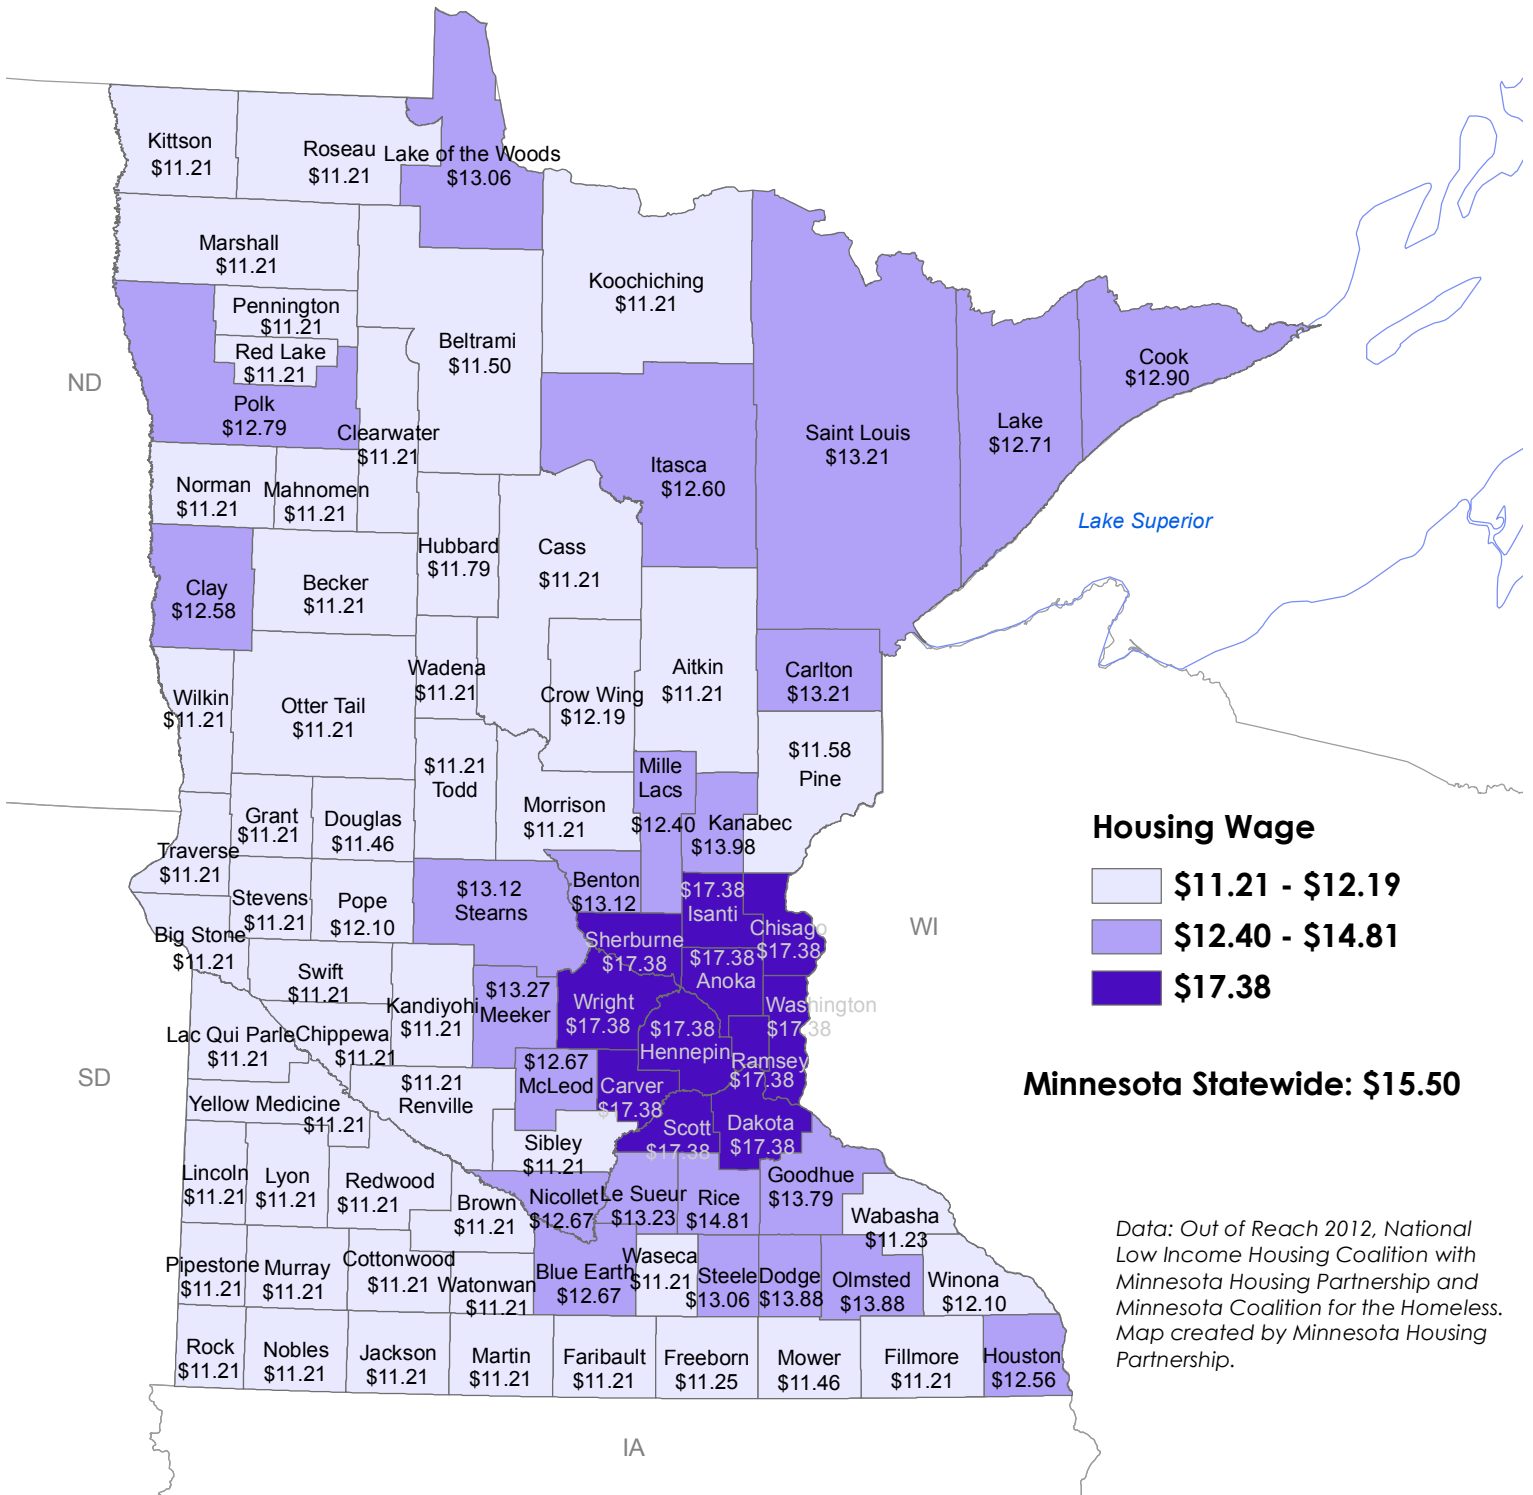 Kittson
$11.21
Roseau
$11.21
Lake of the Woods
$13.06
Marshall
$11.21
Koochiching
$11.21
Pennington
$11.21
Red Lake
$11.21
Beltrami
$11.50
Cook
$12.90
ND
Polk
$12.79
Clearwater
$11.21
Saint Louis
$13.21
Lake
$12.71
Itasca
$12.60
Norman
$11.21
Mahnomen
$11.21
Lake Superior
Hubbard
$11.79
Cass
$11.21
Clay
$12.58
Becker
$11.21
Wadena
$11.21
Aitkin
$11.21
Carlton
$13.21
Wilkin
$11.21
Otter Tail
$11.21
Crow Wing
$12.19
$11.58
Pine
$11.21
Todd
Mille
Lacs
$12.40
Morrison
$11.21
Kanabec
$13.98
Grant
$11.21
Douglas
$11.46
Traverse
$11.21
Stevens
$11.21
Pope
$12.10
$13.12
Stearns
Benton
$13.12
$17.38
Isanti
Chisago
$17.38
Big Stone
$11.21
Sherburne
$17.38
$17.38
Anoka
WI
Swift
$11.21
Kandiyohi
$11.21
$13.27
Meeker
Wright
$17.38
Washington
$17.38
$17.38
Hennepin
Lac Qui Parle
$11.21
Chippewa
$11.21
Ramsey
$17.38
SD
$11.21
Renville
$12.67
McLeod
Carver
$17.38
Yellow Medicine
$11.21
Scott
$17.38
Dakota
$17.38
Sibley
$11.21
Lincoln
$11.21
Lyon
$11.21
Redwood
$11.21
Brown
$11.21
Nicollet
$12.67
Le Sueur
$13.23
Rice
$14.81
Goodhue
$13.79
Wabasha
$11.23
Pipestone
$11.21
Murray
$11.21
Cottonwood
$11.21
Watonwan
$11.21
Blue Earth
$12.67
Waseca
$11.21
Steele
$13.06
Dodge
$13.88
Olmsted
$13.88
Winona
$12.10
Rock
$11.21
Nobles
$11.21
Jackson
$11.21
Martin
$11.21
Faribault
$11.21
Freeborn
$11.25
Mower
$11.46
Fillmore
$11.21
Houston
$12.56
IA
Housing Wage
$11.21 - $12.19
$12.40 - $14.81
$17.38
Minnesota Statewide: $15.50
Data: Out of Reach 2012, National
Low Income Housing Coalition with
Minnesota Housing Partnership and
Minnesota Coalition for the Homeless.
Map created by Minnesota Housing
Partnership.